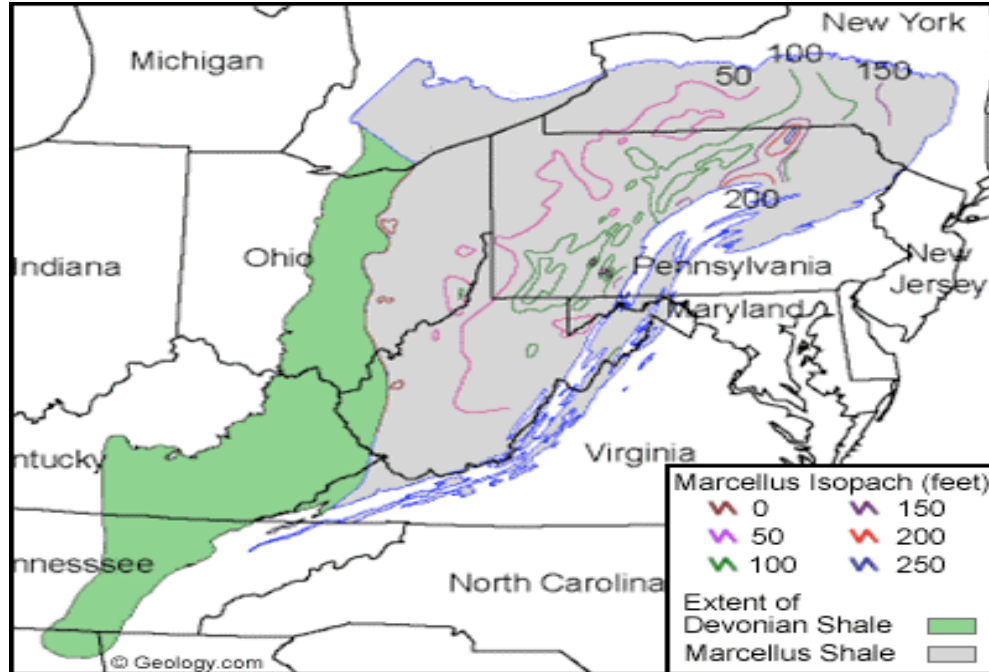 New York
Michigan
50
100
150
200
Indiana
Ohio
Pennsylvania
New
Jersey
Maryland
ntucky
Virginia
nnesssee
North Carolina
Marcellus Isopach (feet)
0
150
50
200
100
250
Extent of
Devonian Shale
Marcellus Shale
© Geology.com